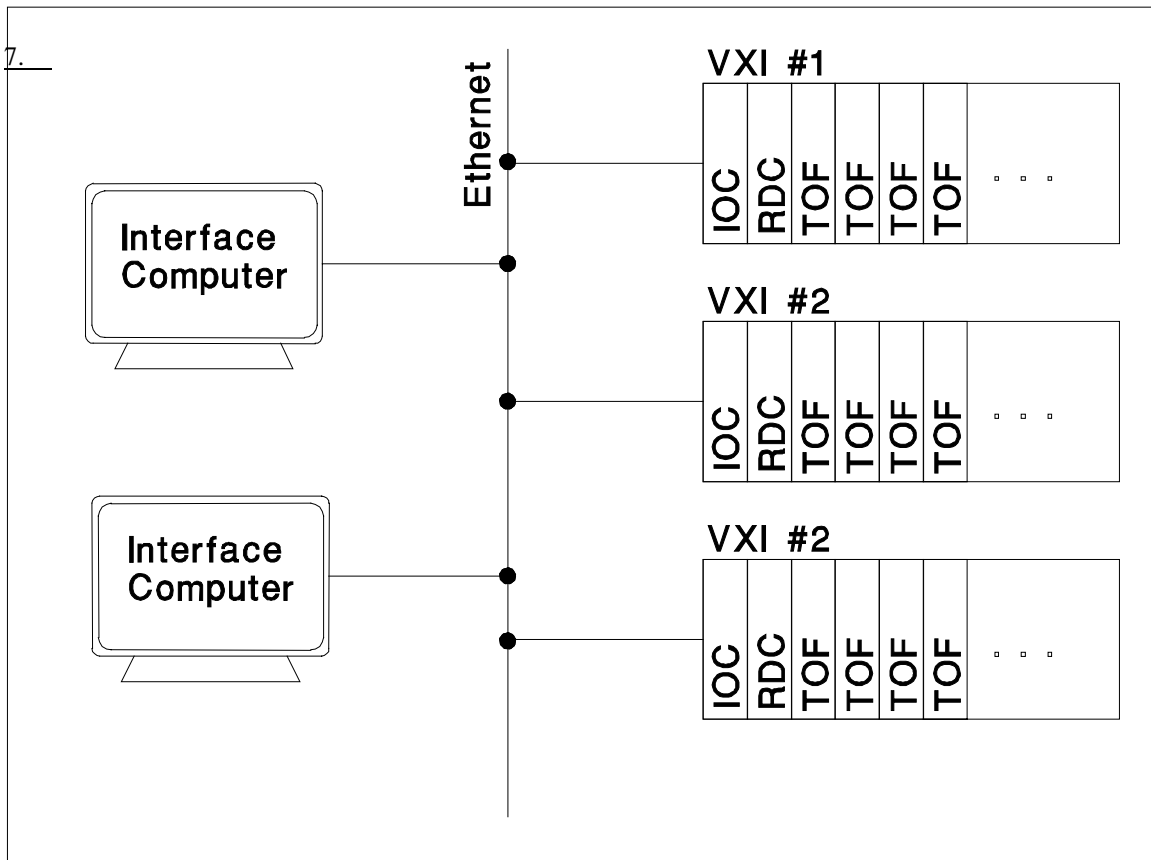 7.
Ethernet
Interface
Computer
Interface
Computer
VXI #1
IOC
RDC
TOF
TOF
TOF
TOF
. . .
VXI #2
IOC
RDC
TOF
TOF
TOF
TOF
. . .
VXI #2
IOC
RDC
TOF
TOF
TOF
TOF
. . .